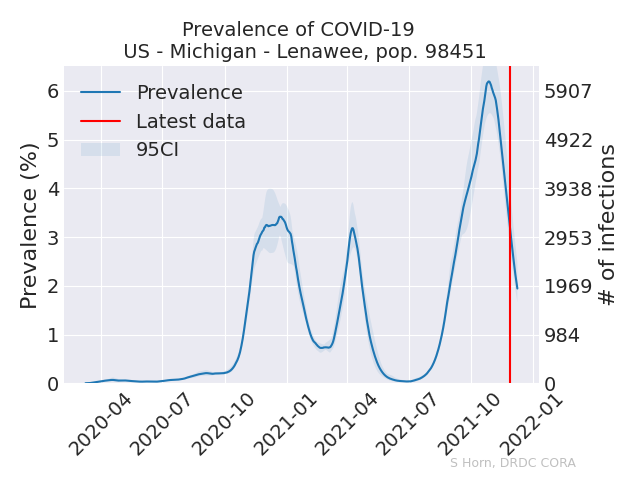 Prevalence of COVID-19
US - Michigan - Lenawee, pop. 98451
Prevalence
Latest data
95CI
Prevalence (%)
6
5
4
3
2
1
0
5907
4922
3938
2953
1969
984
0
# of infections
2020-04
2020-07
2020-10
2021-01
2021-04
2021-07
2021-10
2022-01
S Horn, DRDC CORA